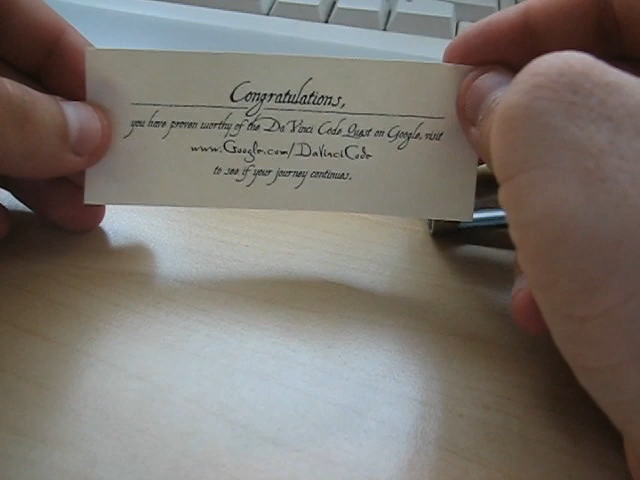 Congratulations,
you have proven worthy of the Da Vinci Code Quest on Google, visit
www.Google.com/DaVinciCode
to see if your journey continues.